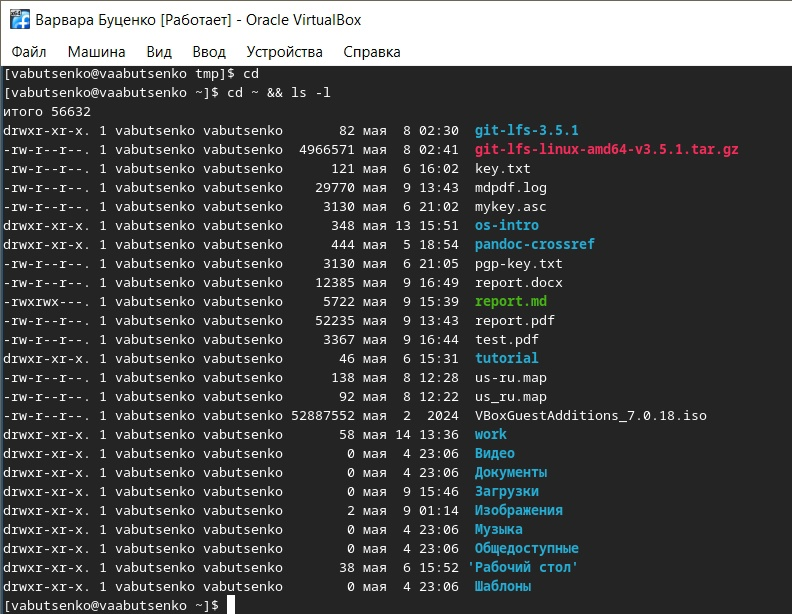 Варвара Буценко [Работает] - Oracle VirtualBox
Файл Машина Вид Ввод Устройства Справка
[vabutsenko@vaabutsenko tmp]$ cd
[vabutsenko@vaabutsenko ~]$ cd ~ && ls -l
итого 56632
drwxr-xr-x. 1 vabutsenko vabutsenko 82 мая 8 02:30 git-lfs-3.5.1
-rw-r--r--. 1 vabutsenko vabutsenko 4966571 мая 8 02:41 git-lfs-linux-amd64-v3.5.1.tar.gz
-rw-r--r--. 1 vabutsenko vabutsenko 121 мая 6 16:02 key.txt
-rw-r--r--. 1 vabutsenko vabutsenko 29770 мая 9 13:43 mdpdf.log
-rw-r--r--. 1 vabutsenko vabutsenko 3130 мая 6 21:02 mykey.asc
drwxr-xr-x. 1 vabutsenko vabutsenko 348 мая 13 15:51 os-intro
drwxr-xr-x. 1 vabutsenko vabutsenko 444 мая 5 18:54 pandoc-crossref
-rw-r--r--. 1 vabutsenko vabutsenko 3130 мая 6 21:05 pgp-key.txt
-rw-r--r--. 1 vabutsenko vabutsenko 12385 мая 9 16:49 report.docx
-rwxrwx---. 1 vabutsenko vabutsenko 5722 мая 9 15:39 report.md
-rw-r--r--. 1 vabutsenko vabutsenko 52235 мая 9 13:43 report.pdf
-rw-r--r--. 1 vabutsenko vabutsenko 3367 мая 9 16:44 test.pdf
drwxr-xr-x. 1 vabutsenko vabutsenko 46 мая 6 15:31 tutorial
-rw-r--r--. 1 vabutsenko vabutsenko 138 мая 8 12:28 us-ru.map
-rw-r--r--. 1 vabutsenko vabutsenko 92 мая 8 12:22 us_ru.map
-rw-r--r--. 1 vabutsenko vabutsenko 52887552 мая 2 2024 VBoxGuestAdditions_7.0.18.iso
drwxr-xr-x. 1 vabutsenko vabutsenko 58 мая 14 13:36 work
drwxr-xr-x. 1 vabutsenko vabutsenko 0 мая 4 23:06 Видео
drwxr-xr-x. 1 vabutsenko vabutsenko 0 мая 4 23:06 Документы
drwxr-xr-x. 1 vabutsenko vabutsenko 0 мая 9 15:46 Загрузки
drwxr-xr-x. 1 vabutsenko vabutsenko 2 мая 9 01:14 Изображения
drwxr-xr-x. 1 vabutsenko vabutsenko 0 мая 4 23:06 Музыка
drwxr-xr-x. 1 vabutsenko vabutsenko 0 мая 4 23:06 Общедоступные
drwxr-xr-x. 1 vabutsenko vabutsenko 38 мая 6 15:52 'Рабочий стол'
drwxr-xr-x. 1 vabutsenko vabutsenko 0 мая 4 23:06 Шаблоны
[vabutsenko@vaabutsenko ~]$